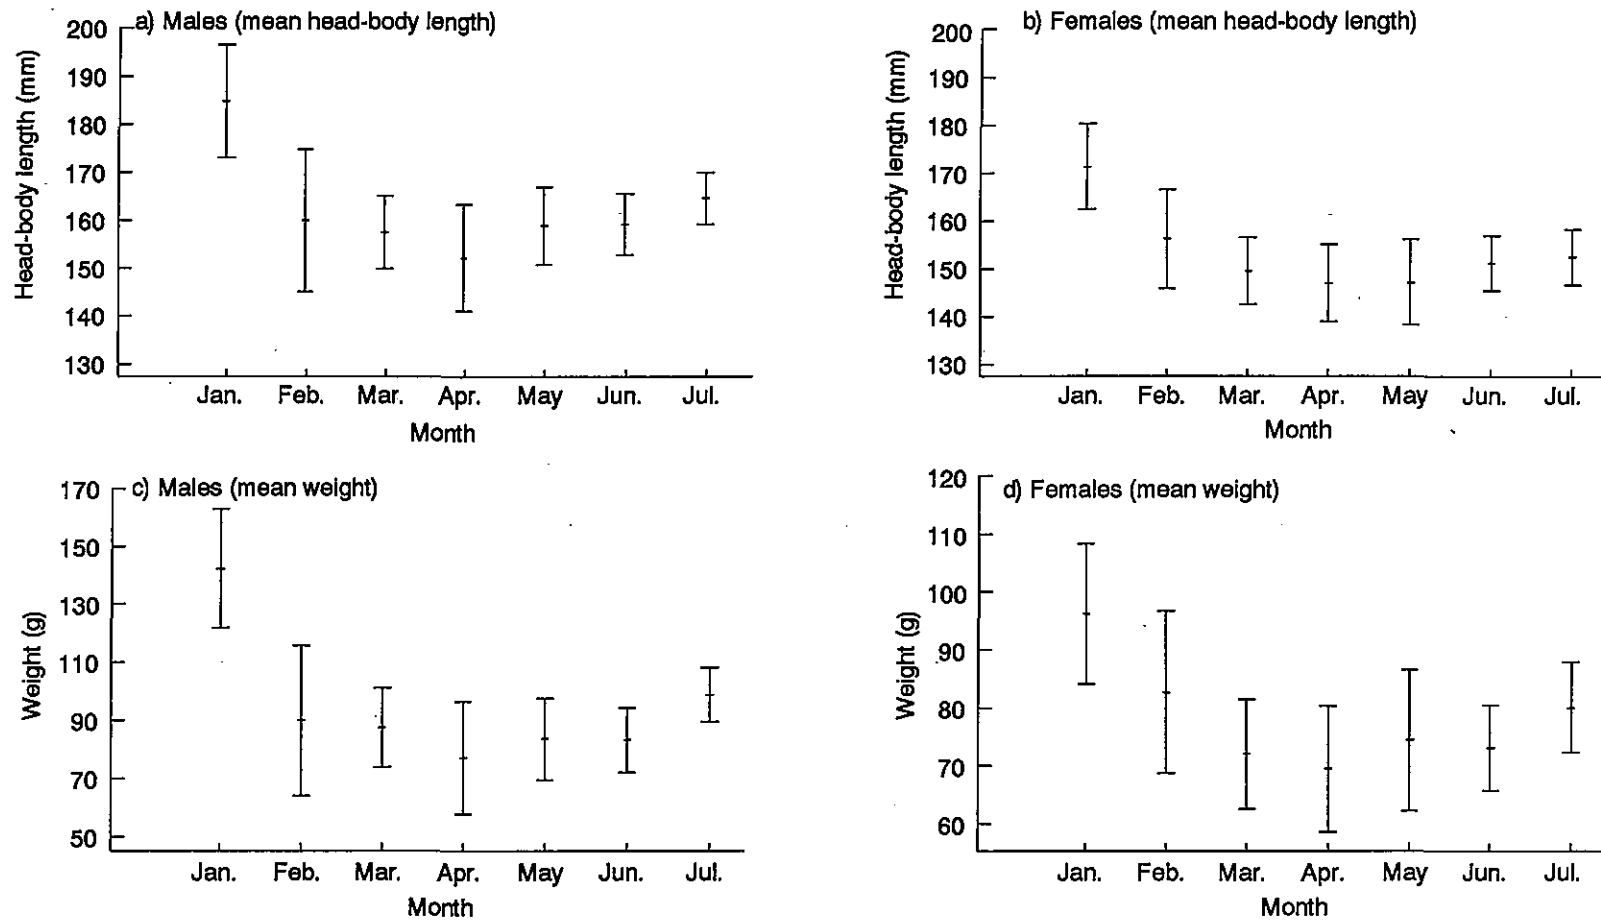 a) Males (mean head-body length)
200
190
180
170
160
150
140
130
Head-body length (mm)
Jan. Feb. Mar. Apr. May Jun. Jul.
Month
b) Females (mean head-body length)
200
190
180
170
160
150
140
130
Head-body length (mm)
Jan. Feb. Mar. Apr. May Jun. Jul.
Month
c) Males (mean weight)
170
150
130
110
90
70
50
Weight (g)
Jan. Feb. Mar. Apr. May Jun. Jul.
Month
d) Females (mean weight)
120
110
100
90
80
70
60
Weight (g)
Jan. Feb. Mar. Apr. May Jun. Jul.
Month